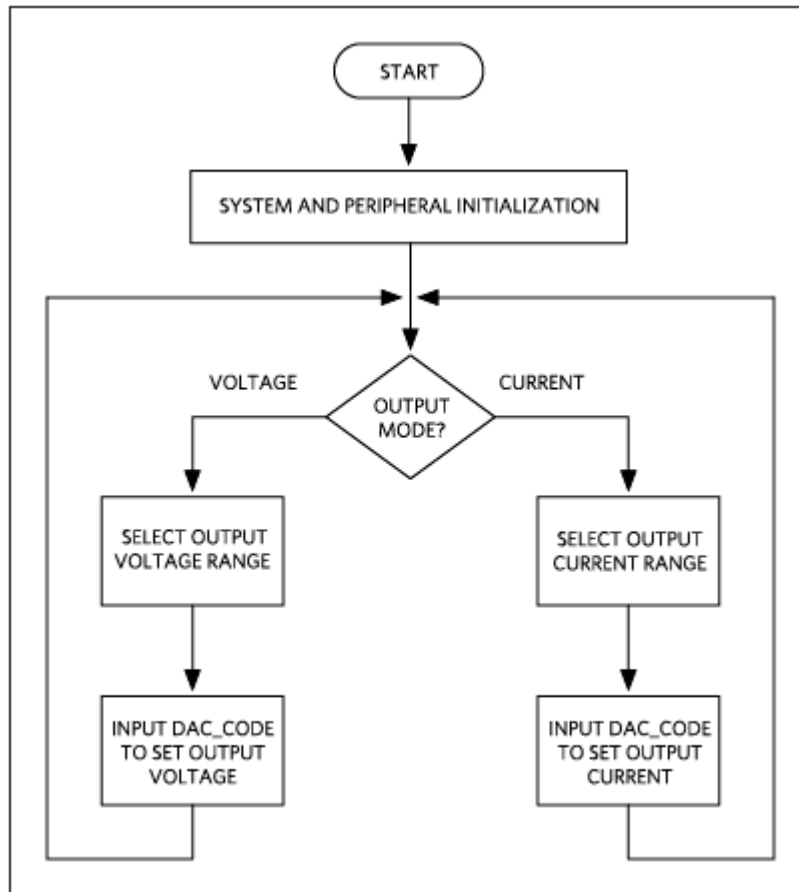 START
SYSTEM AND PERIPHERAL INITIALIZATION
VOLTAGE
CURRENT
OUTPUT
MODE?
SELECT OUTPUT
VOLTAGE RANGE
SELECT OUTPUT
CURRENT RANGE
INPUT DAC_CODE
TO SET OUTPUT
VOLTAGE
INPUT DAC_CODE
TO SET OUTPUT
CURRENT